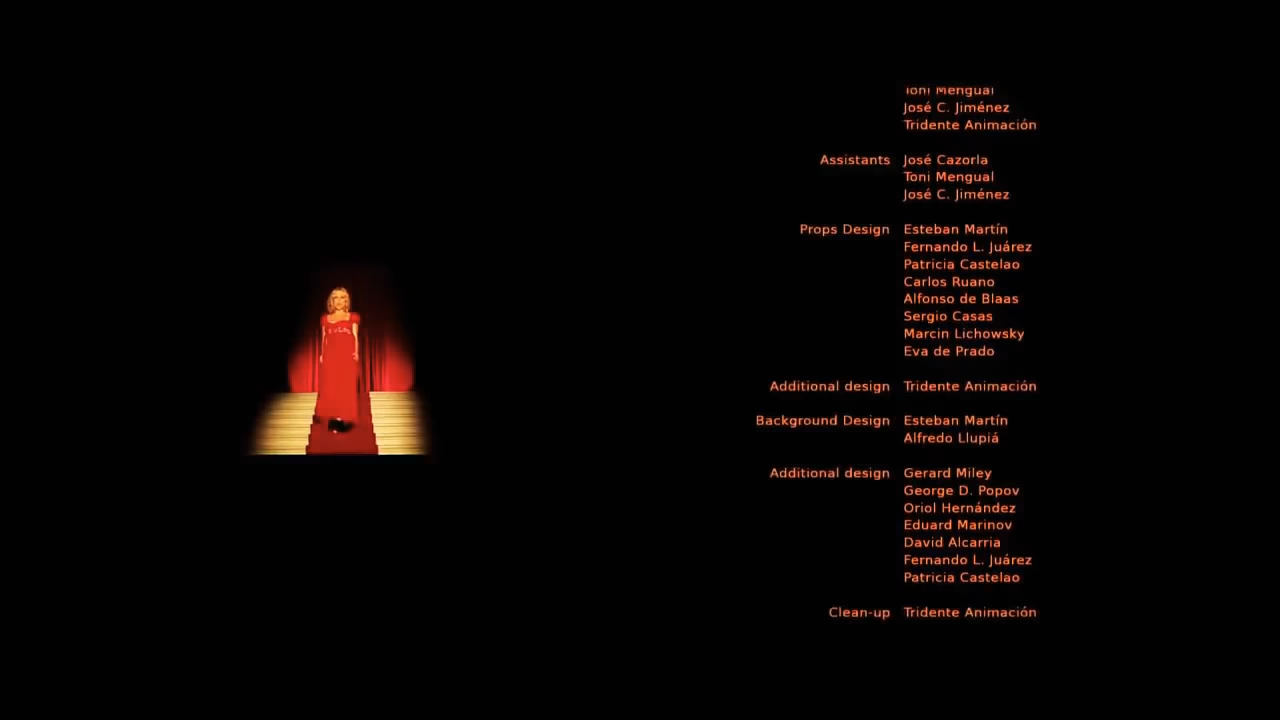 Toni Mengual
José C. Jiménez
Tridente Animación
Assistants José Cazorla
Toni Mengual
José C. Jiménez
Props Design Esteban Martín
Fernando L. Juárez
Patricia Castelao
Carlos Ruano
Alfonso de Blaas
Sergio Casas
Marcin Lichowsky
Eva de Prado
Additional design Tridente Animación
Background Design Esteban Martín
Alfredo Llupiá
Additional design Gerard Miley
George D. Popov
Oriol Hernández
Eduard Marinov
David Alcarria
Fernando L. Juárez
Patricia Castelao
Clean-up Tridente Animación